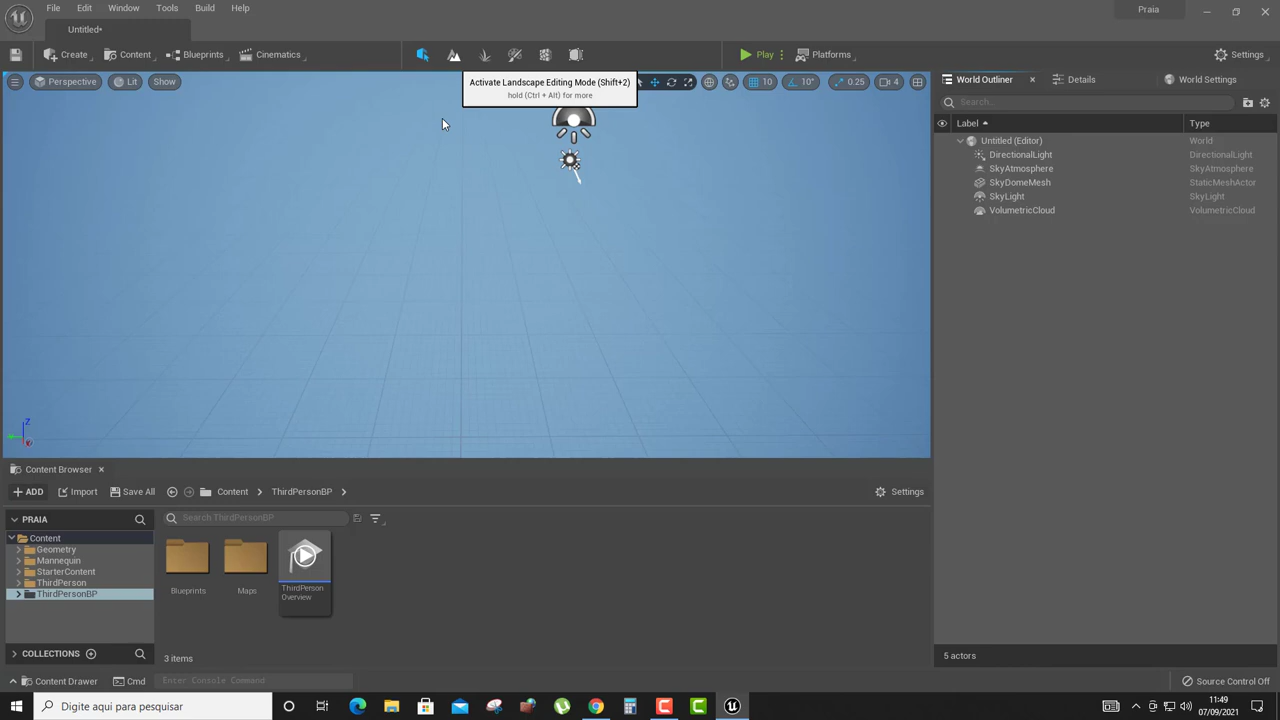 File Edit Window Tools Build Help
Praia
Untitled*
Create Content Blueprints Cinematics Play Platforms Settings
Perspective Lit Show
10 10° 0.25 4
Activate Landscape Editing Mode (Shift+2)
hold (Ctrl + Alt) for more
World Outliner Details World Settings
Search...
Label Type
Untitled (Editor) World
DirectionalLight DirectionalLight
SkyAtmosphere SkyAtmosphere
SkyDomeMesh StaticMeshActor
SkyLight SkyLight
VolumetricCloud VolumetricCloud
5 actors
Z
Content Browser
ADD Import Save All Content ThirdPersonBP Settings
PRAIA
Search ThirdPersonBP
Content
Geometry
Mannequin
StarterContent
ThirdPerson
ThirdPersonBP
Blueprints
Maps
ThirdPerson
Overview
COLLECTIONS
3 items
Content Drawer Cmd Enter Console Command Source Control Off
Digite aqui para pesquisar
11:49
07/09/2021